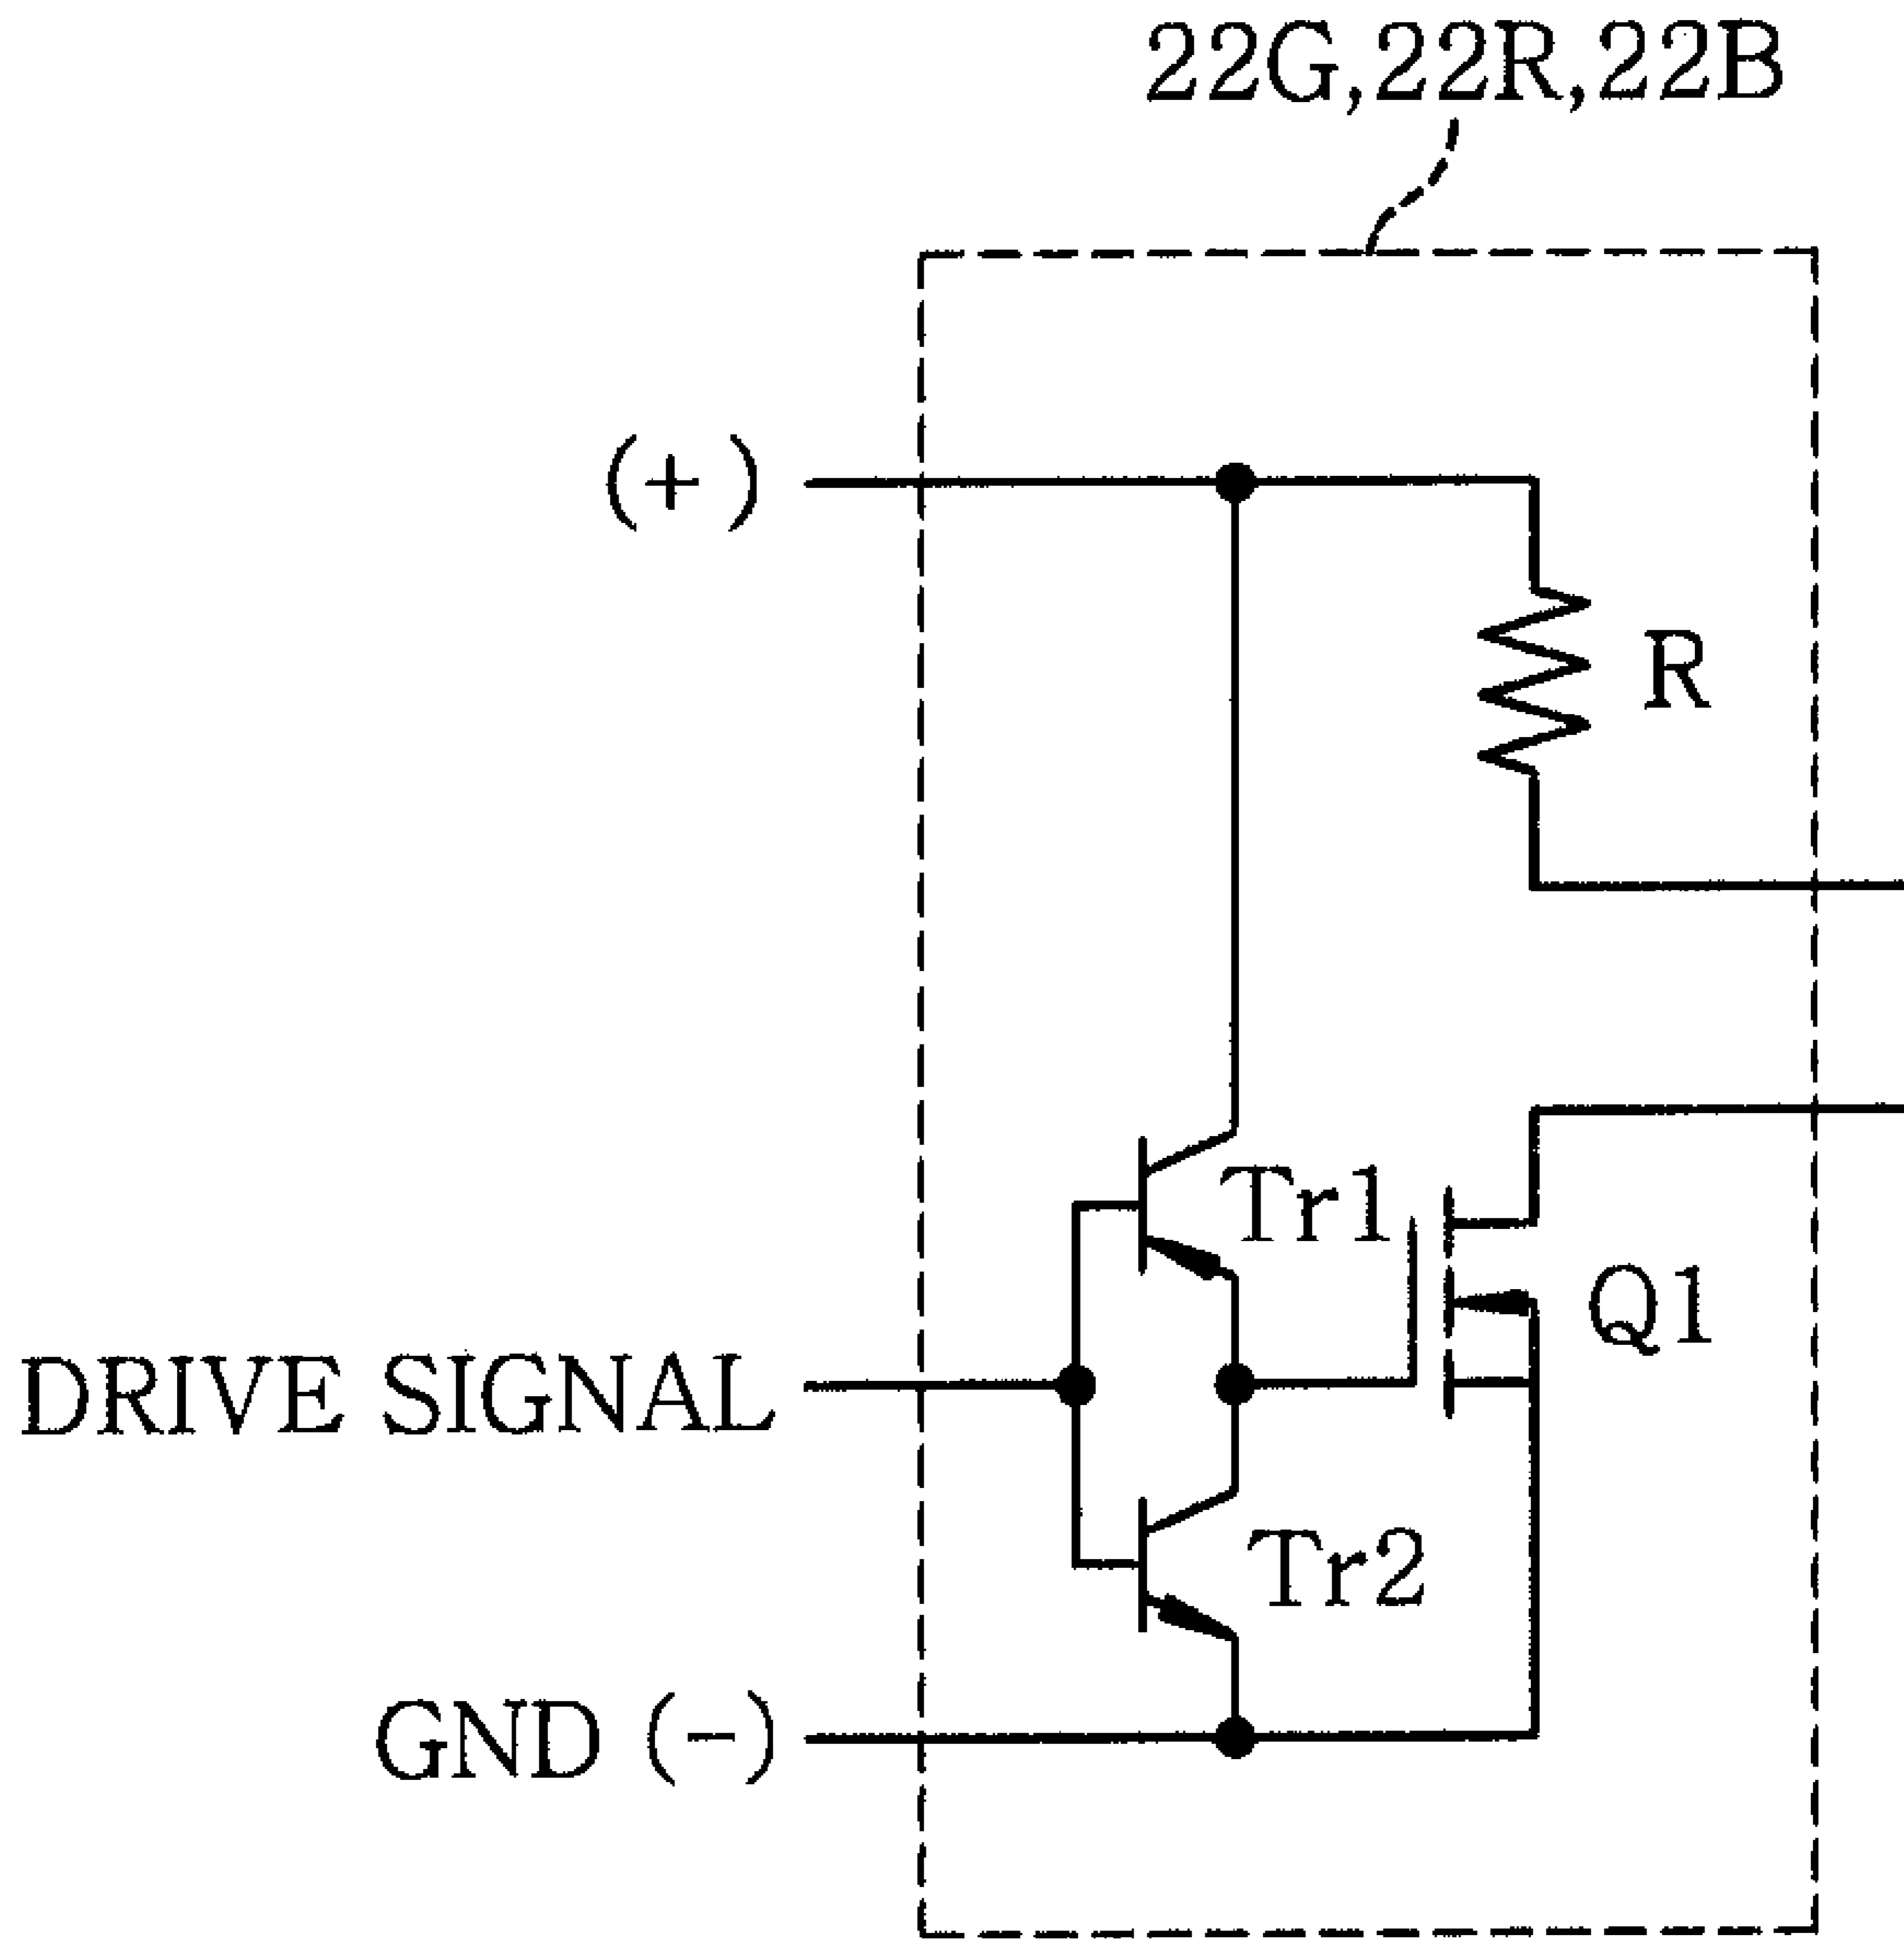 22G,22R,22B
(+)
R
Tr1
Q1
DRIVE SIGNAL
Tr2
GND (-)